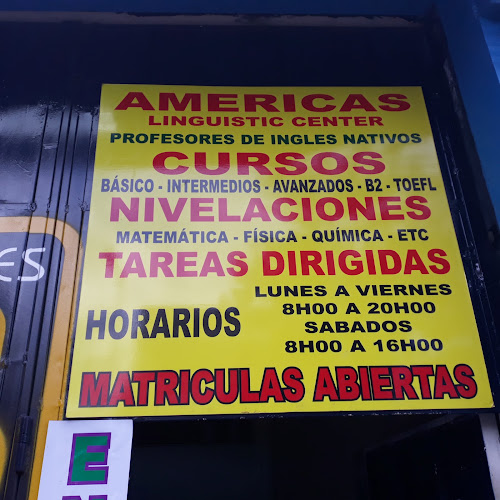 AMERICAS
LINGUISTIC CENTER
PROFESORES DE INGLES NATIVOS
CURSOS
BÁSICO - INTERMEDIOS - AVANZADOS - B2 - TOEFL
NIVELACIONES
MATEMÁTICA - FÍSICA - QUÍMICA - ETC
TAREAS DIRIGIDAS
HORARIOS
LUNES A VIERNES
8H00 A 20H00
SABADOS
8H00 A 16H00
MATRICULAS ABIERTAS
ES
E